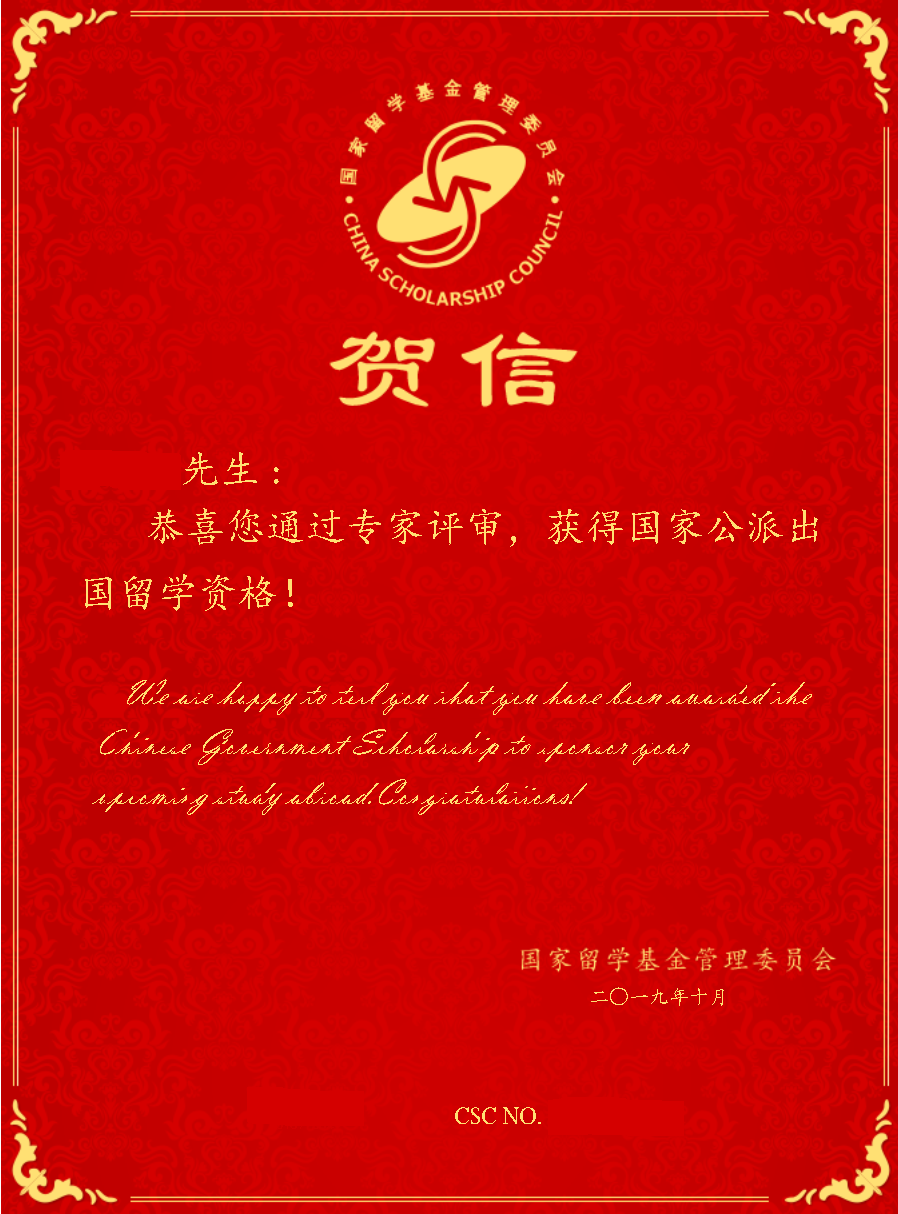 国家留学基金管理委员会
CHINA SCHOLARSHIP COUNCIL
贺信
先生：
恭喜您通过专家评审，获得国家公派出
国留学资格！
We are happy to tell you that you have been awarded the
Chinese Government Scholarship to sponsor your
upcoming study abroad. Congratulations!
国家留学基金管理委员会
二〇一九年十月
CSC NO.